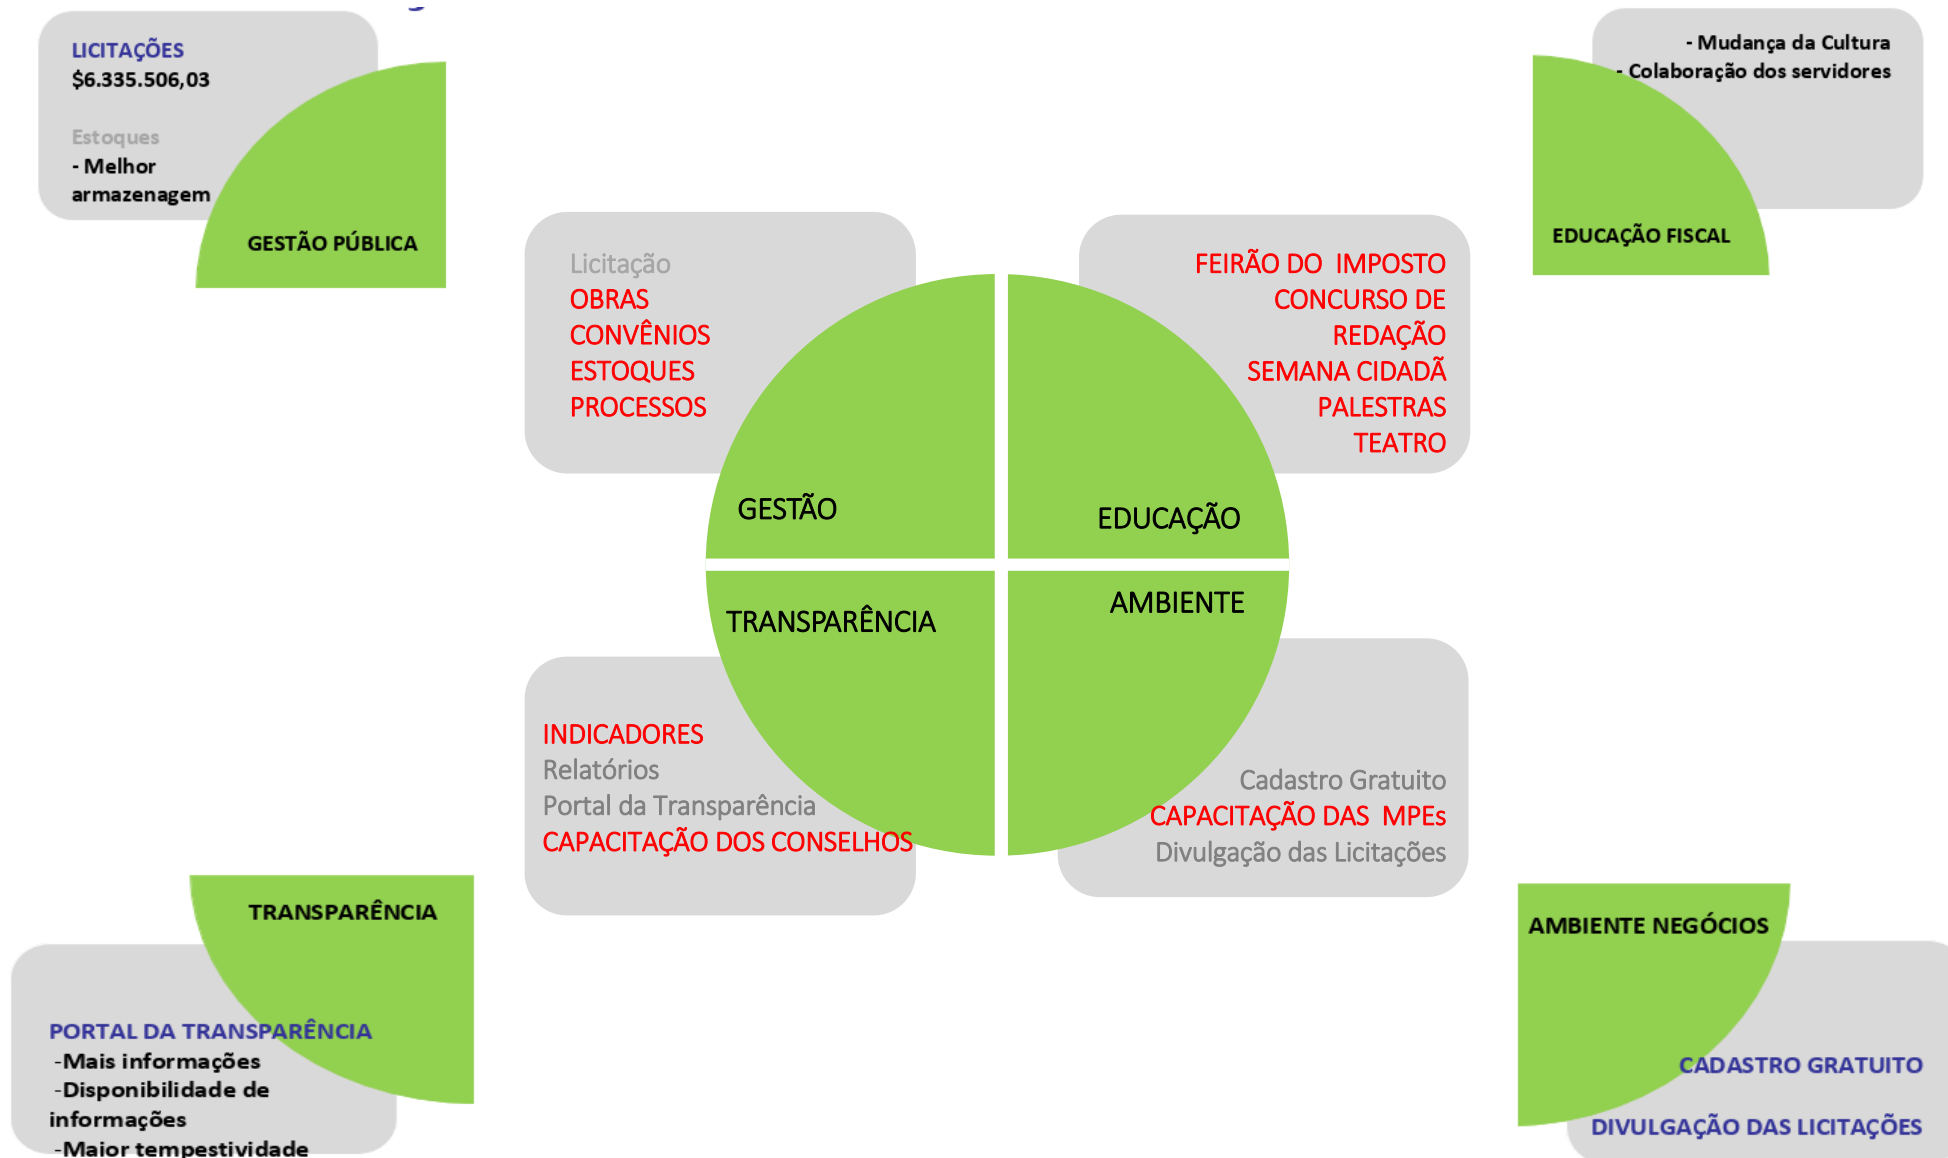 LICITAÇÕES
$6.335.506,03
Estoques
- Melhor
armazenagem
GESTÃO PÚBLICA
- Mudança da Cultura
- Colaboração dos servidores
EDUCAÇÃO FISCAL
Licitação
OBRAS
CONVÊNIOS
ESTOQUES
PROCESSOS
GESTÃO
FEIRÃO DO  IMPOSTO
CONCURSO DE
REDAÇÃO
SEMANA CIDADÃ
PALESTRAS
TEATRO
EDUCAÇÃO
TRANSPARÊNCIA
INDICADORES
Relatórios
Portal da Transparência
CAPACITAÇÃO DOS CONSELHOS
AMBIENTE
Cadastro Gratuito
CAPACITAÇÃO DAS  MPEs
Divulgação das Licitações
TRANSPARÊNCIA
PORTAL DA TRANSPARÊNCIA
-Mais informações
-Disponibilidade de
informações
-Maior tempestividade
AMBIENTE NEGÓCIOS
CADASTRO GRATUITO
DIVULGAÇÃO DAS LICITAÇÕES